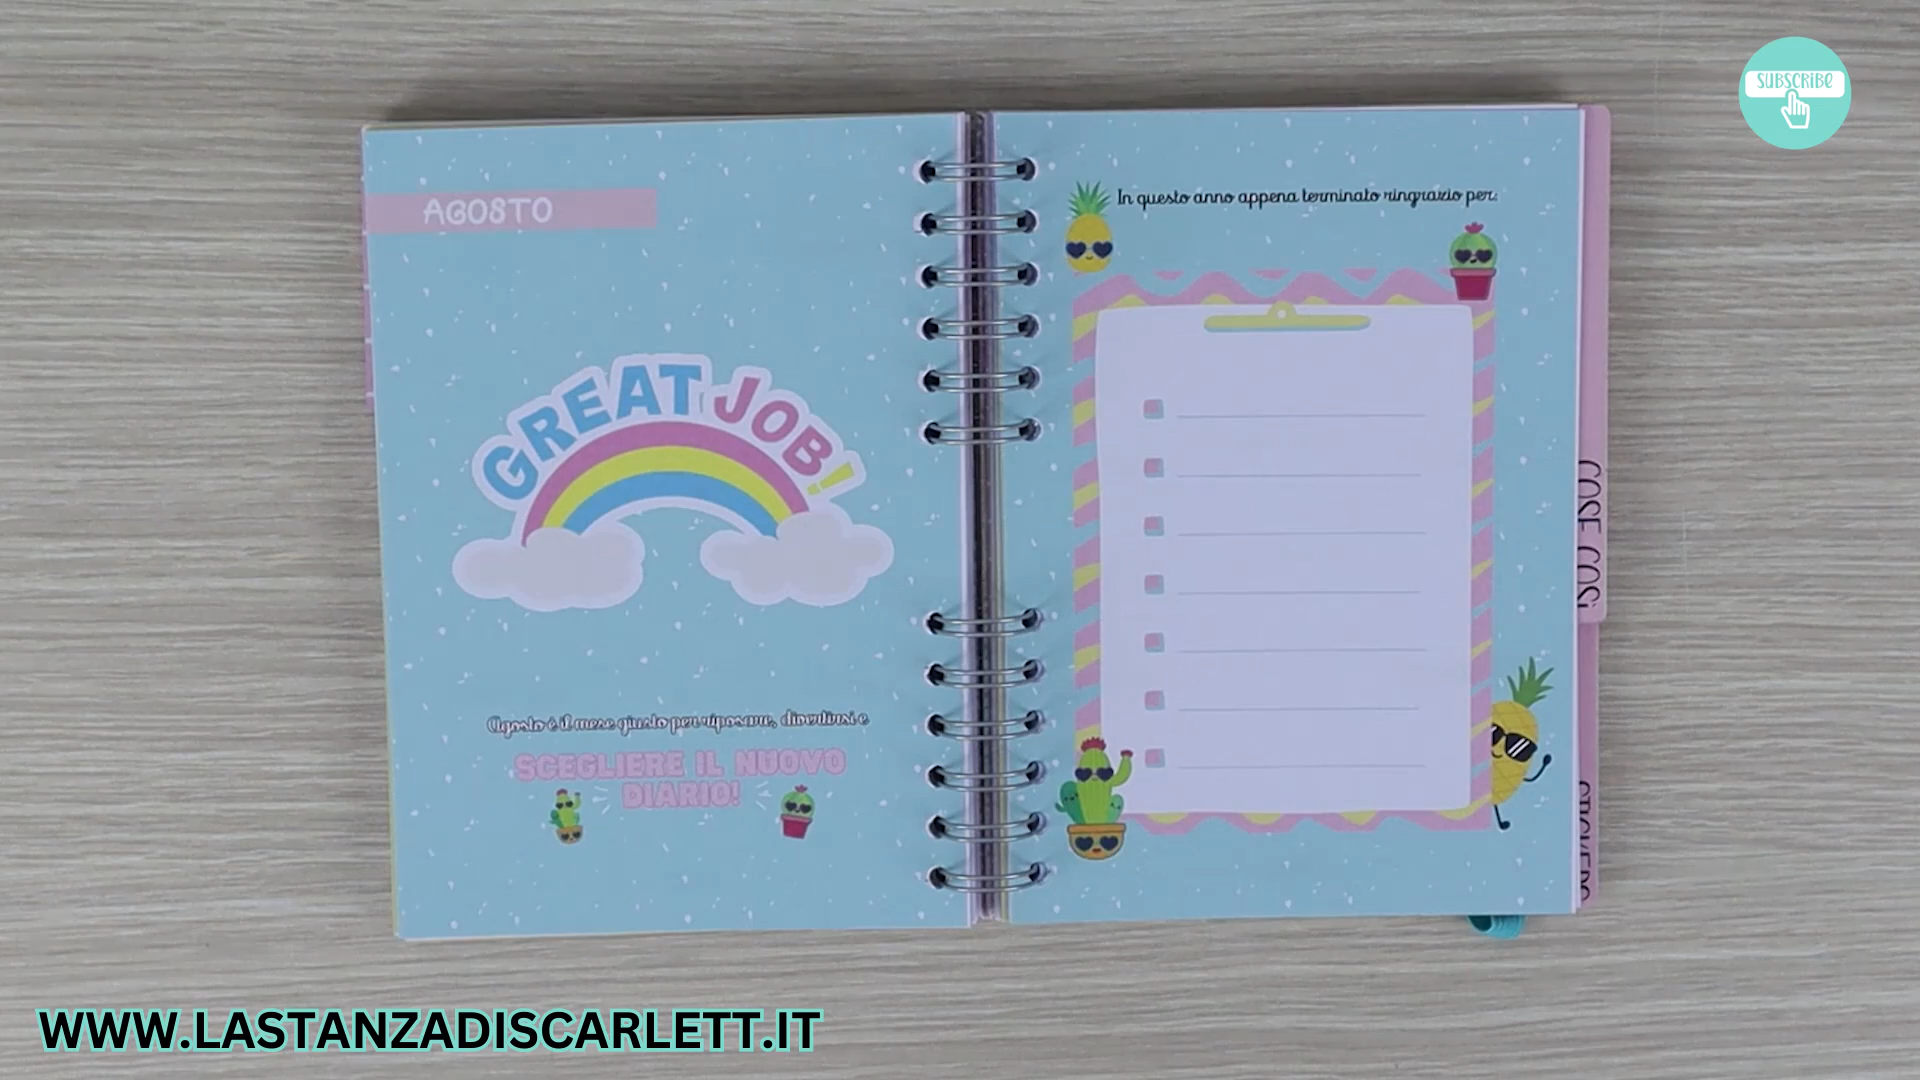 SUBSCRIBE
AGOSTO
GREAT JOB!
Agosto è il mese giusto per riposare, divertirsi e
SCEGLIERE IL NUOVO
DIARIO!
In questo anno appena terminato ringrazio per:
COSE COSÌ
STICKERS
WWW.LASTANZADISCARLETT.IT